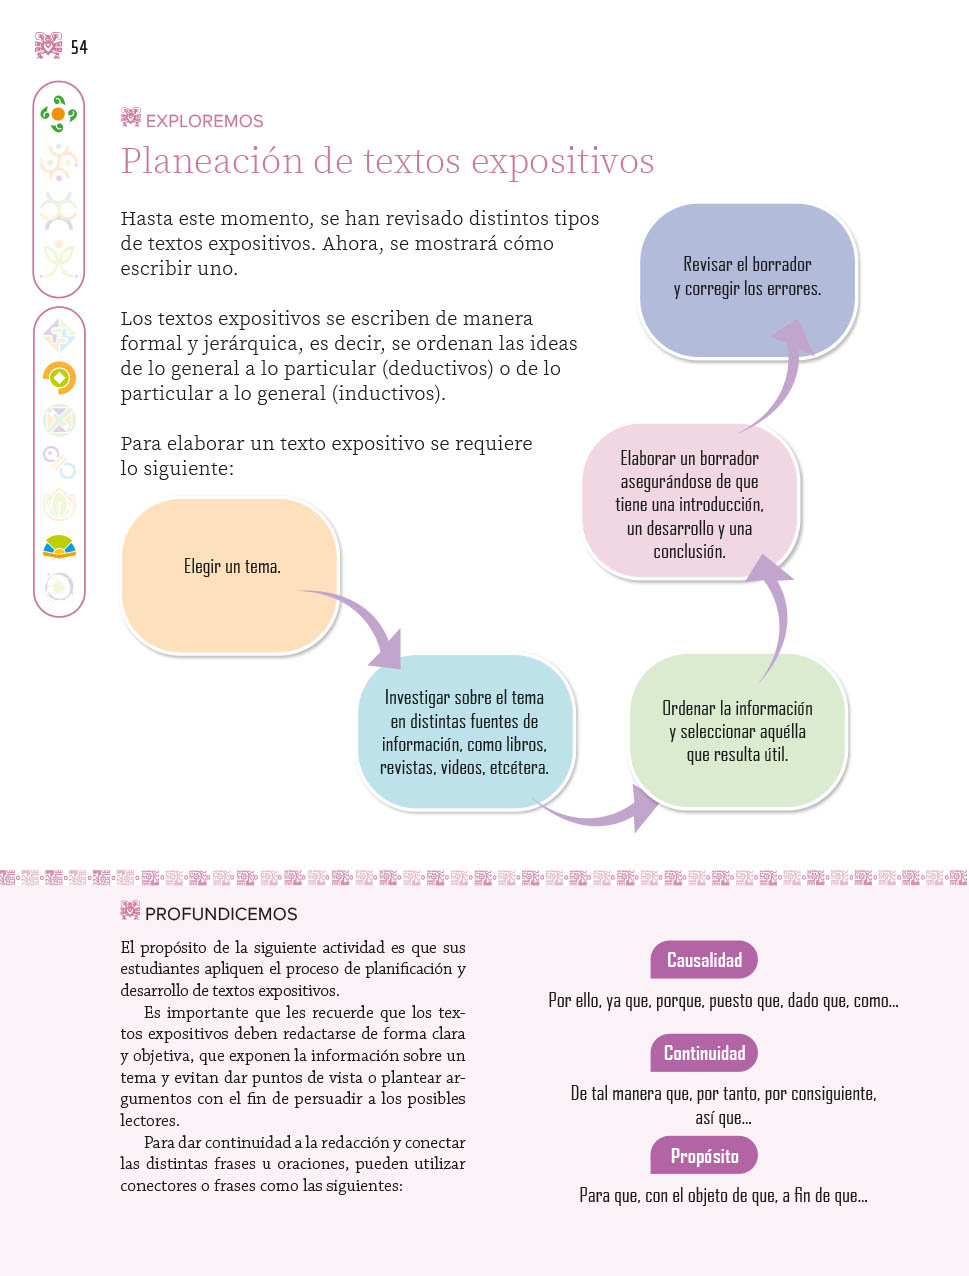 54
EXPLOREMOS
Planeación de textos expositivos
Hasta este momento, se han revisado distintos tipos
de textos expositivos. Ahora, se mostrará cómo
escribir uno.
Los textos expositivos se escriben de manera
formal y jerárquica, es decir, se ordenan las ideas
de lo general a lo particular (deductivos) o de lo
particular a lo general (inductivos).
Para elaborar un texto expositivo se requiere
lo siguiente:
Elegir un tema.
Investigar sobre el tema
en distintas fuentes de
información, como libros,
revistas, videos, etcétera.
Ordenar la información
y seleccionar aquélla
que resulta útil.
Elaborar un borrador
asegurándose de que
tiene una introducción,
un desarrollo y una
conclusión.
Revisar el borrador
y corregir los errores.
PROFUNDICEMOS
El propósito de la siguiente actividad es que sus
estudiantes apliquen el proceso de planificación y
desarrollo de textos expositivos.
Es importante que les recuerde que los tex-
tos expositivos deben redactarse de forma clara
y objetiva, que exponen la información sobre un
tema y evitan dar puntos de vista o plantear ar-
gumentos con el fin de persuadir a los posibles
lectores.
Para dar continuidad a la redacción y conectar
las distintas frases u oraciones, pueden utilizar
conectores o frases como las siguientes:
Causalidad
Por ello, ya que, porque, puesto que, dado que, como...
Continuidad
De tal manera que, por tanto, por consiguiente,
así que...
Propósito
Para que, con el objeto de que, a fin de que...